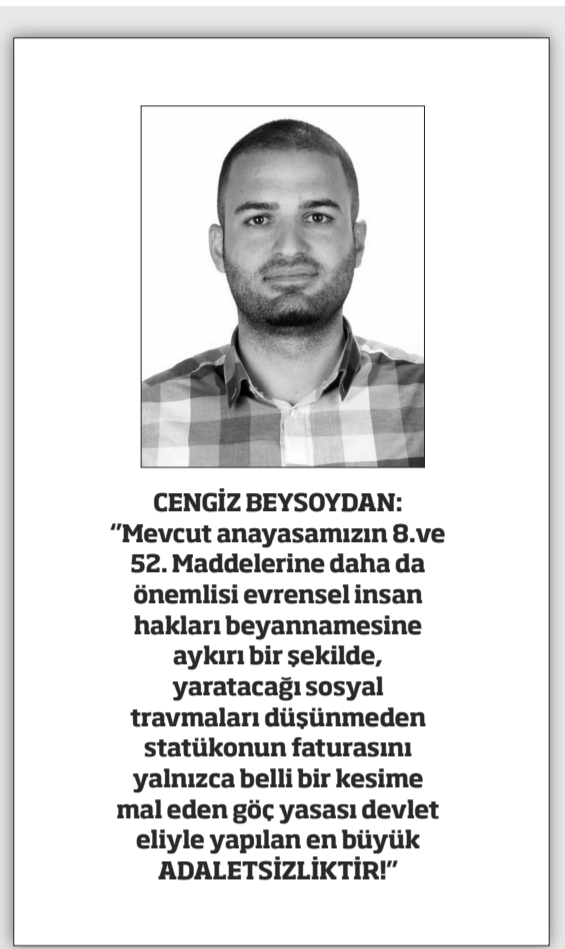 CENGİZ BEYSOYDAN:
“Mevcut anayasamızın 8.ve
52. Maddelerine daha da
önemlisi evrensel insan
hakları beyannamesine
aykırı bir şekilde,
yaratacağı sosyal
travmaları düşünmeden
statükonun faturasını
yalnızca belli bir kesime
mal eden göç yasası devlet
eliyle yapılan en büyük
ADALETSİZLİKTİR!”